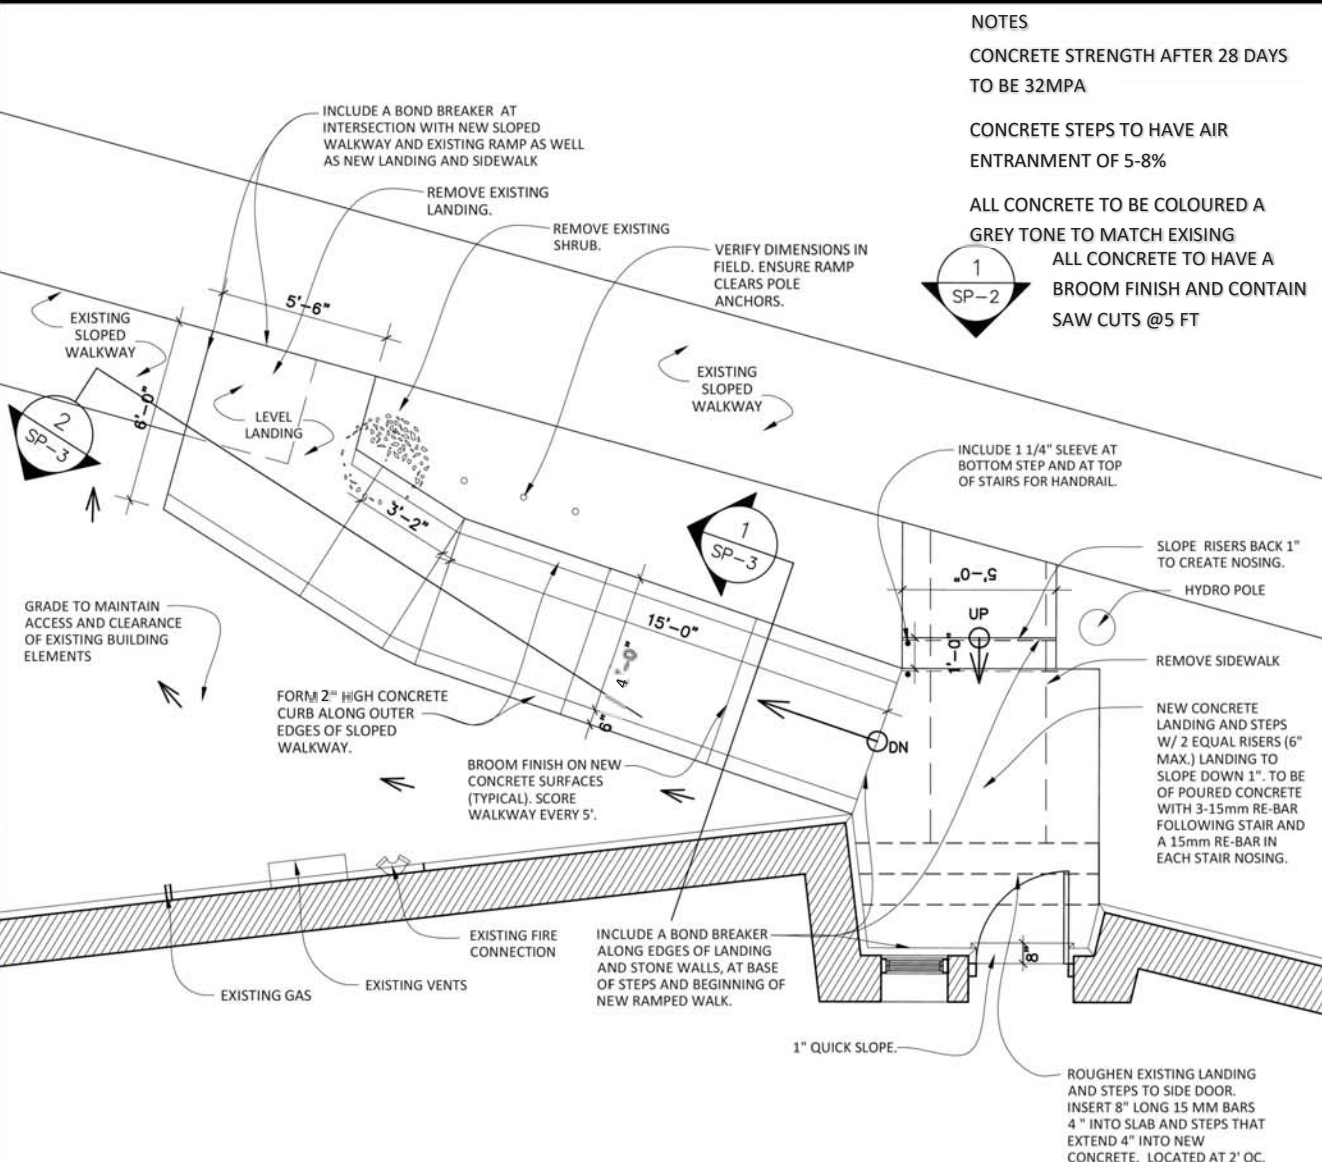 NOTES
CONCRETE STRENGTH AFTER 28 DAYS
TO BE 32MPA
CONCRETE STEPS TO HAVE AIR
ENTRANMENT OF 5-8%
ALL CONCRETE TO BE COLOURED A
GREY TONE TO MATCH EXISING
ALL CONCRETE TO HAVE A
BROOM FINISH AND CONTAIN
SAW CUTS @5 FT
1
SP-2
INCLUDE A BOND BREAKER AT
INTERSECTION WITH NEW SLOPED
WALKWAY AND EXISTING RAMP AS WELL
AS NEW LANDING AND SIDEWALK
REMOVE EXISTING
LANDING.
REMOVE EXISTING
SHRUB.
VERIFY DIMENSIONS IN
FIELD. ENSURE RAMP
CLEARS POLE
ANCHORS.
5'-6"
EXISTING
SLOPED
WALKWAY
6'-0"
2
SP-3
LEVEL
LANDING
EXISTING
SLOPED
WALKWAY
3'-2"
1
SP-3
INCLUDE 1 1/4" SLEEVE AT
BOTTOM STEP AND AT TOP
OF STAIRS FOR HANDRAIL.
SLOPE RISERS BACK 1"
TO CREATE NOSING.
HYDRO POLE
5'-0"
UP
1'-0"
REMOVE SIDEWALK
GRADE TO MAINTAIN
ACCESS AND CLEARANCE
OF EXISTING BUILDING
ELEMENTS
15'-0"
4'-0"
6"
DN
FORM 2" HIGH CONCRETE
CURB ALONG OUTER
EDGES OF SLOPED
WALKWAY.
BROOM FINISH ON NEW
CONCRETE SURFACES
(TYPICAL). SCORE
WALKWAY EVERY 5'.
NEW CONCRETE
LANDING AND STEPS
W/ 2 EQUAL RISERS (6"
MAX.) LANDING TO
SLOPE DOWN 1". TO BE
OF POURED CONCRETE
WITH 3-15mm RE-BAR
FOLLOWING STAIR AND
A 15mm RE-BAR IN
EACH STAIR NOSING.
EXISTING FIRE
CONNECTION
EXISTING VENTS
EXISTING GAS
INCLUDE A BOND BREAKER
ALONG EDGES OF LANDING
AND STONE WALLS, AT BASE
OF STEPS AND BEGINNING OF
NEW RAMPED WALK.
8"
1" QUICK SLOPE.
ROUGHEN EXISTING LANDING
AND STEPS TO SIDE DOOR.
INSERT 8" LONG 15 MM BARS
4 " INTO SLAB AND STEPS THAT
EXTEND 4" INTO NEW
CONCRETE. LOCATED AT 2' OC.